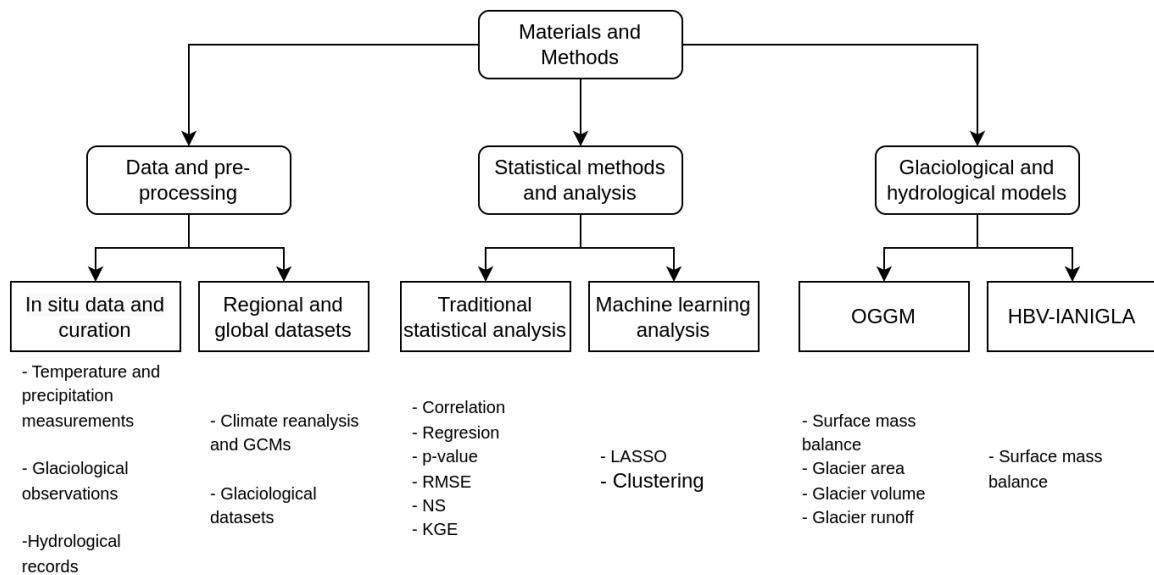 Materials and
Methods
Data and pre-
processing
Statistical methods
and analysis
Glaciological and
hydrological models
In situ data and
curation
Regional and
global datasets
Traditional
statistical analysis
Machine learning
analysis
OGGM
HBV-IANIGLA
- Temperature and
precipitation
measurements
- Glaciological
observations
-Hydrological
records
- Climate reanalysis
and GCMs
- Glaciological
datasets
- Correlation
- Regresion
- p-value
- RMSE
- NS
- KGE
- LASSO
- Clustering
- Surface mass
balance
- Glacier area
- Glacier volume
- Glacier runoff
- Surface mass
balance